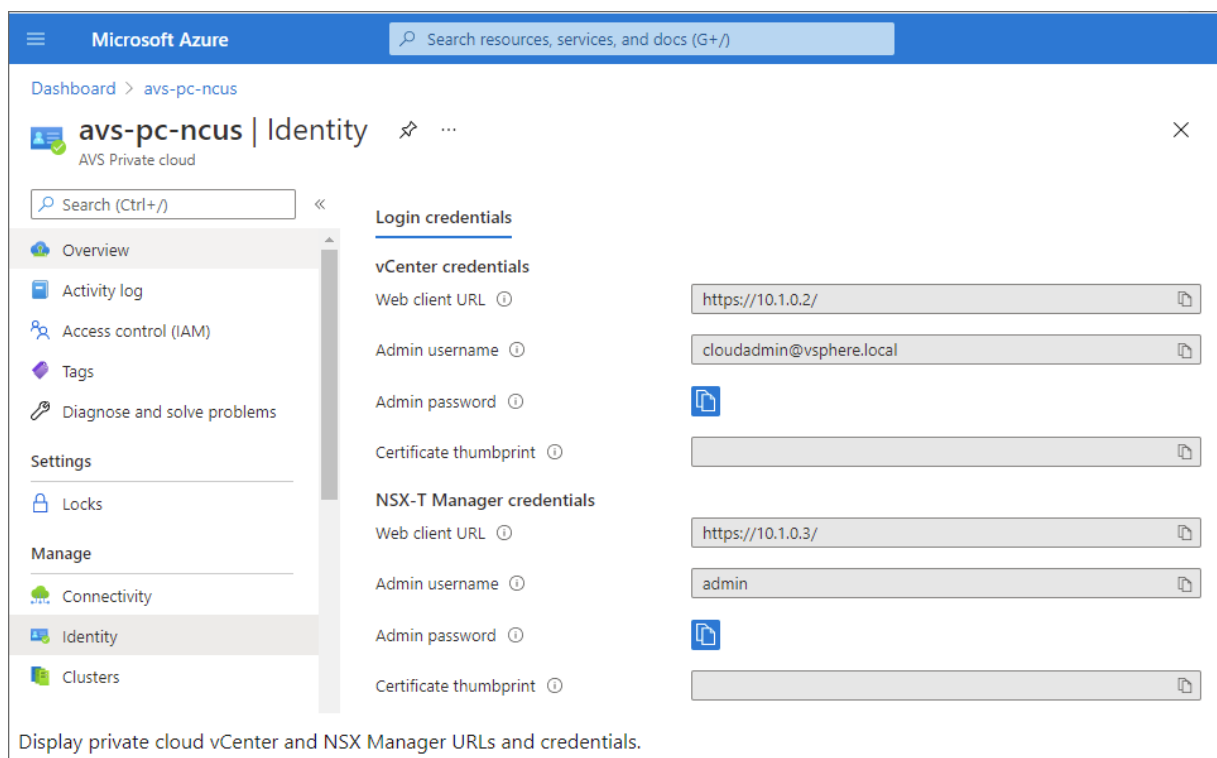 Microsoft Azure
Search resources, services, and docs (G+/)
Dashboard > avs-pc-ncus
avs-pc-ncus | Identity
AVS Private cloud
Search (Ctrl+/)
Overview
Activity log
Access control (IAM)
Tags
Diagnose and solve problems
Settings
Locks
Manage
Connectivity
Identity
Clusters
Login credentials
vCenter credentials
Web client URL https://10.1.0.2/
Admin username cloudadmin@vsphere.local
Admin password
Certificate thumbprint
NSX-T Manager credentials
Web client URL https://10.1.0.3/
Admin username admin
Admin password
Certificate thumbprint
Display private cloud vCenter and NSX Manager URLs and credentials.